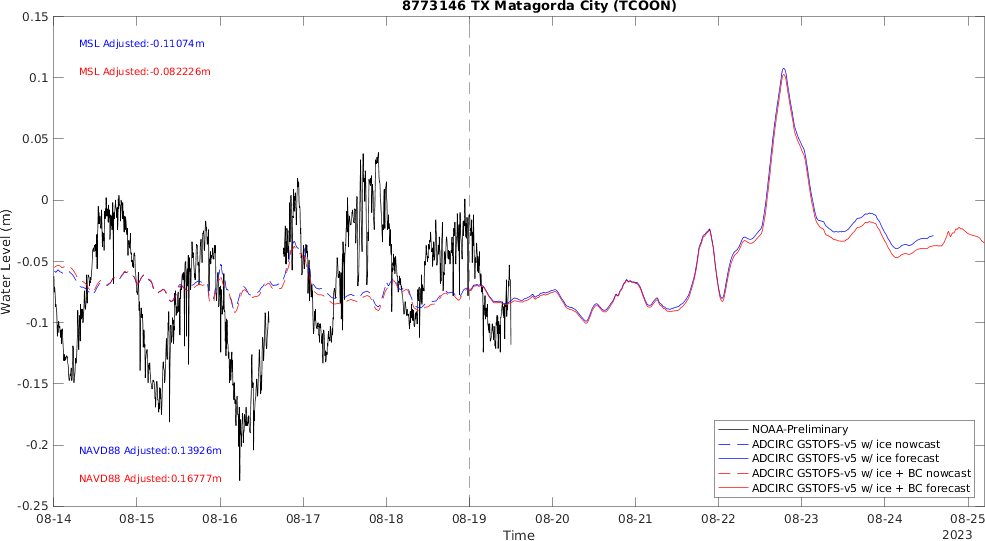 8773146 TX Matagorda City (TCOON)
0.15
0.1
0.05
0
-0.05
-0.1
-0.15
-0.2
-0.25
Water Level (m)
MSL Adjusted:-0.11074m
MSL Adjusted:-0.082226m
NAVD88 Adjusted:0.13926m
NAVD88 Adjusted:0.16777m
NOAA-Preliminary
ADCIRC GSTOFS-v5 w/ ice nowcast
ADCIRC GSTOFS-v5 w/ ice forecast
ADCIRC GSTOFS-v5 w/ ice + BC nowcast
ADCIRC GSTOFS-v5 w/ ice + BC forecast
08-14 08-15 08-16 08-17 08-18 08-19 08-20 08-21 08-22 08-23 08-24 08-25
Time
2023